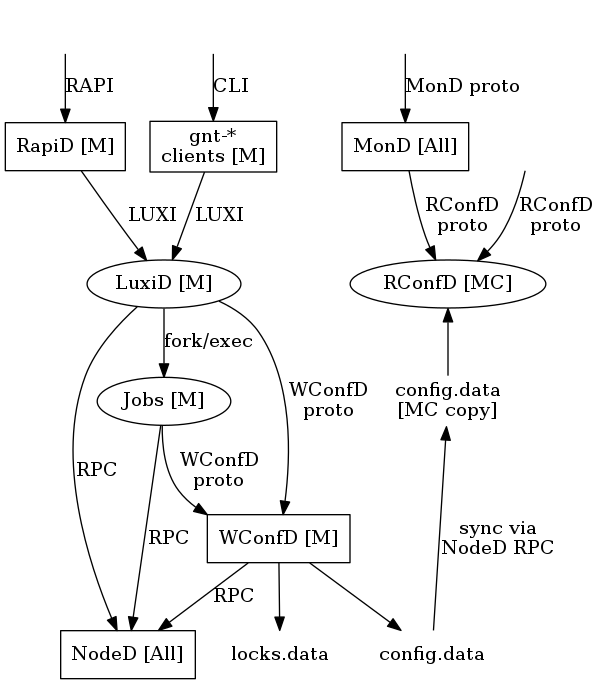 RAPI
CLI
MonD proto
RapiD [M]
gnt-*
clients [M]
MonD [All]
LUXI
LUXI
RConfD
proto
RConfD
proto
LuxiD [M]
RConfD [MC]
fork/exec
WConfD
proto
config.data
[MC copy]
Jobs [M]
RPC
WConfD
proto
RPC
WConfD [M]
sync via
NodeD RPC
RPC
NodeD [All]
locks.data
config.data